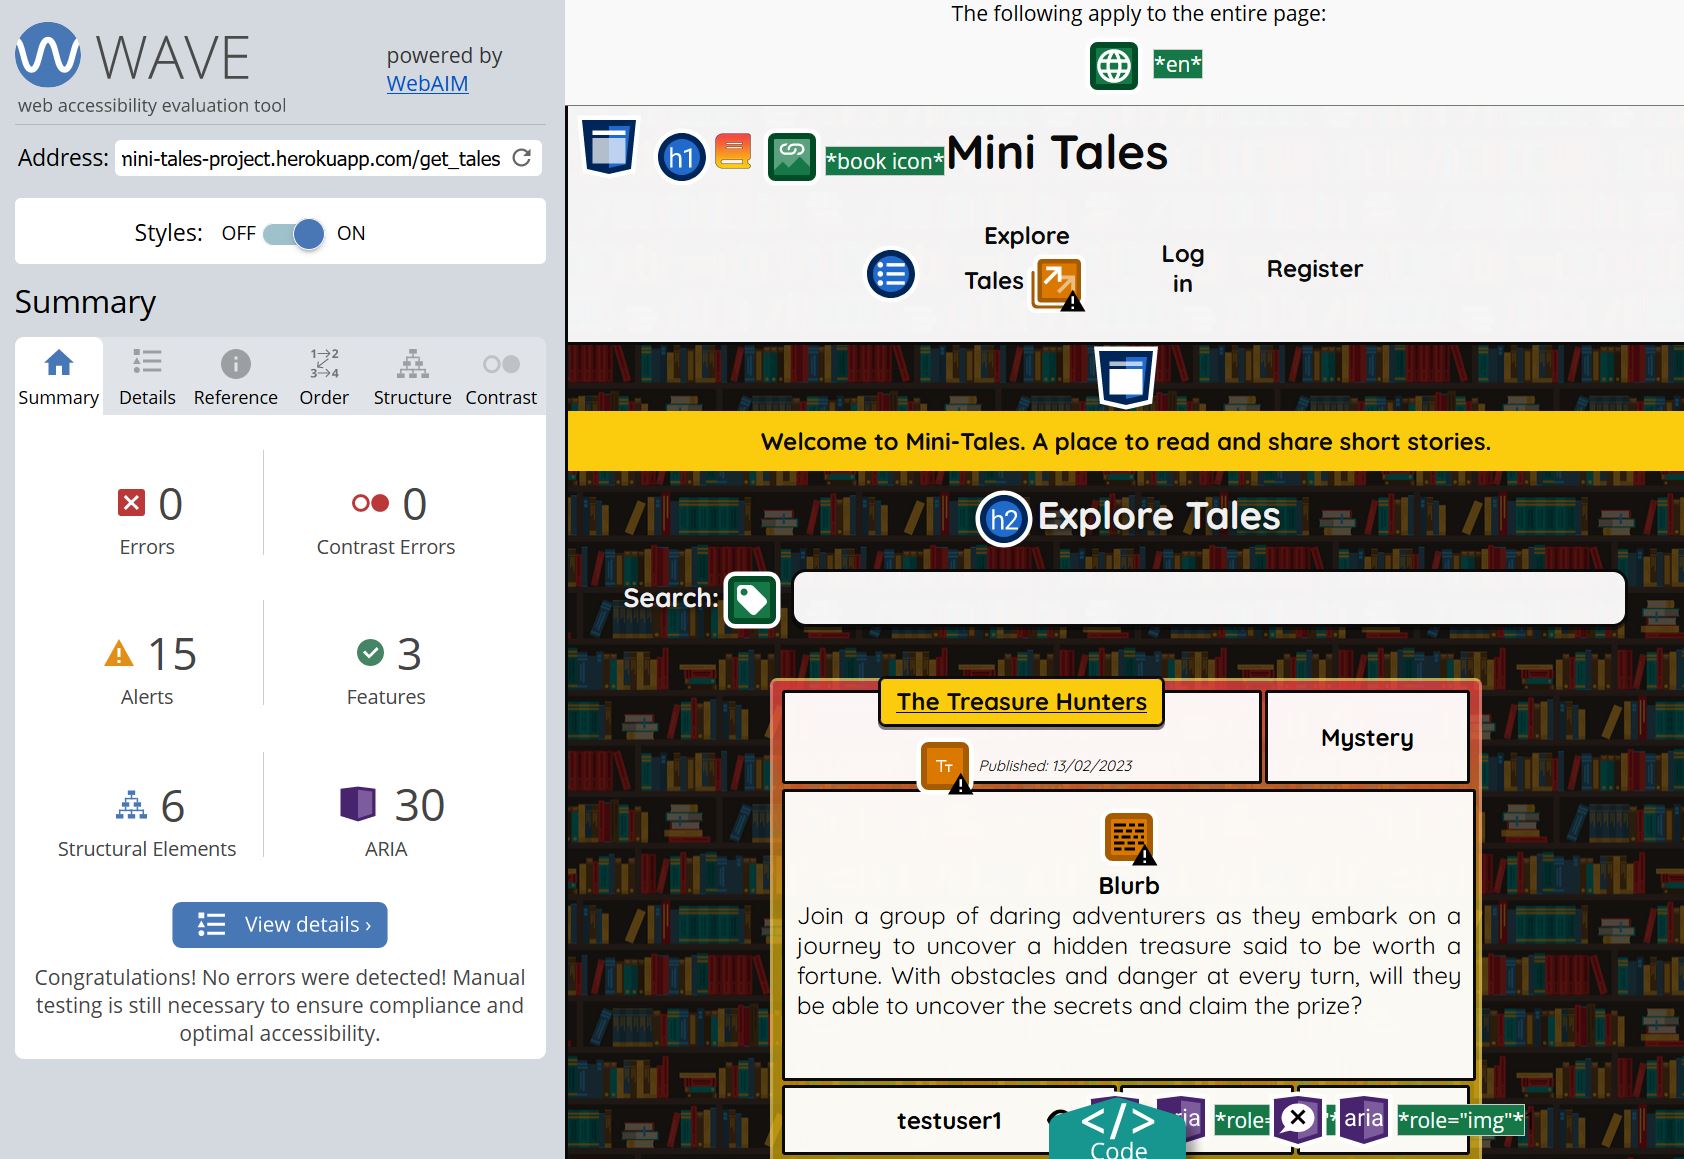 WAVE
powered by
WebAIM
web accessibility evaluation tool
Address: nini-tales-project.herokuapp.com/get_tales
Styles: OFF ON
Summary
Summary Details Reference Order Structure Contrast
0 Errors
0 Contrast Errors
15 Alerts
3 Features
6 Structural Elements
30 ARIA
View details ›
Congratulations! No errors were detected! Manual
testing is still necessary to ensure compliance and
optimal accessibility.
The following apply to the entire page:
*en*
h1 *book icon* Mini Tales
Explore
Tales
Log
in
Register
Welcome to Mini-Tales. A place to read and share short stories.
h2 Explore Tales
Search:
The Treasure Hunters
Mystery
Tт Published: 13/02/2023
Blurb
Join a group of daring adventurers as they embark on a
journey to uncover a hidden treasure said to be worth a
fortune. With obstacles and danger at every turn, will they
be able to uncover the secrets and claim the prize?
testuser1
ria *role= "* aria *role="img"*
</>
Code